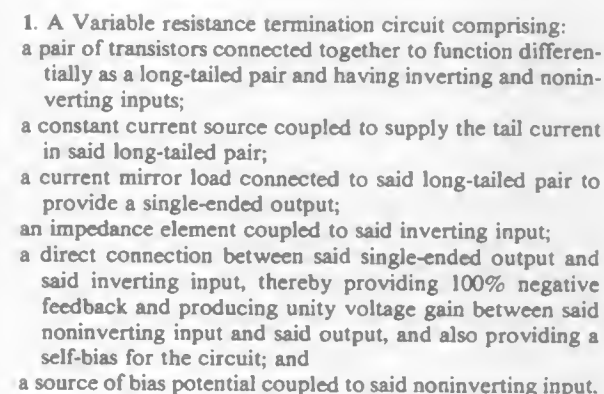 1. A Variable resistance termination circuit comprising:
a pair of transistors connected together to function differen-
tially as a long-tailed pair and having inverting and nonin-
verting inputs;
a constant current source coupled to supply the tail current
in said long-tailed pair;
a current mirror load connected to said long-tailed pair to
provide a single-ended output;
an impedance element coupled to said inverting input;
a direct connection between said single-ended output and
said inverting input, thereby providing 100% negative
feedback and producing unity voltage gain between said
noninverting input and said output, and also providing a
self-bias for the circuit; and
a source of bias potential coupled to said noninverting input,